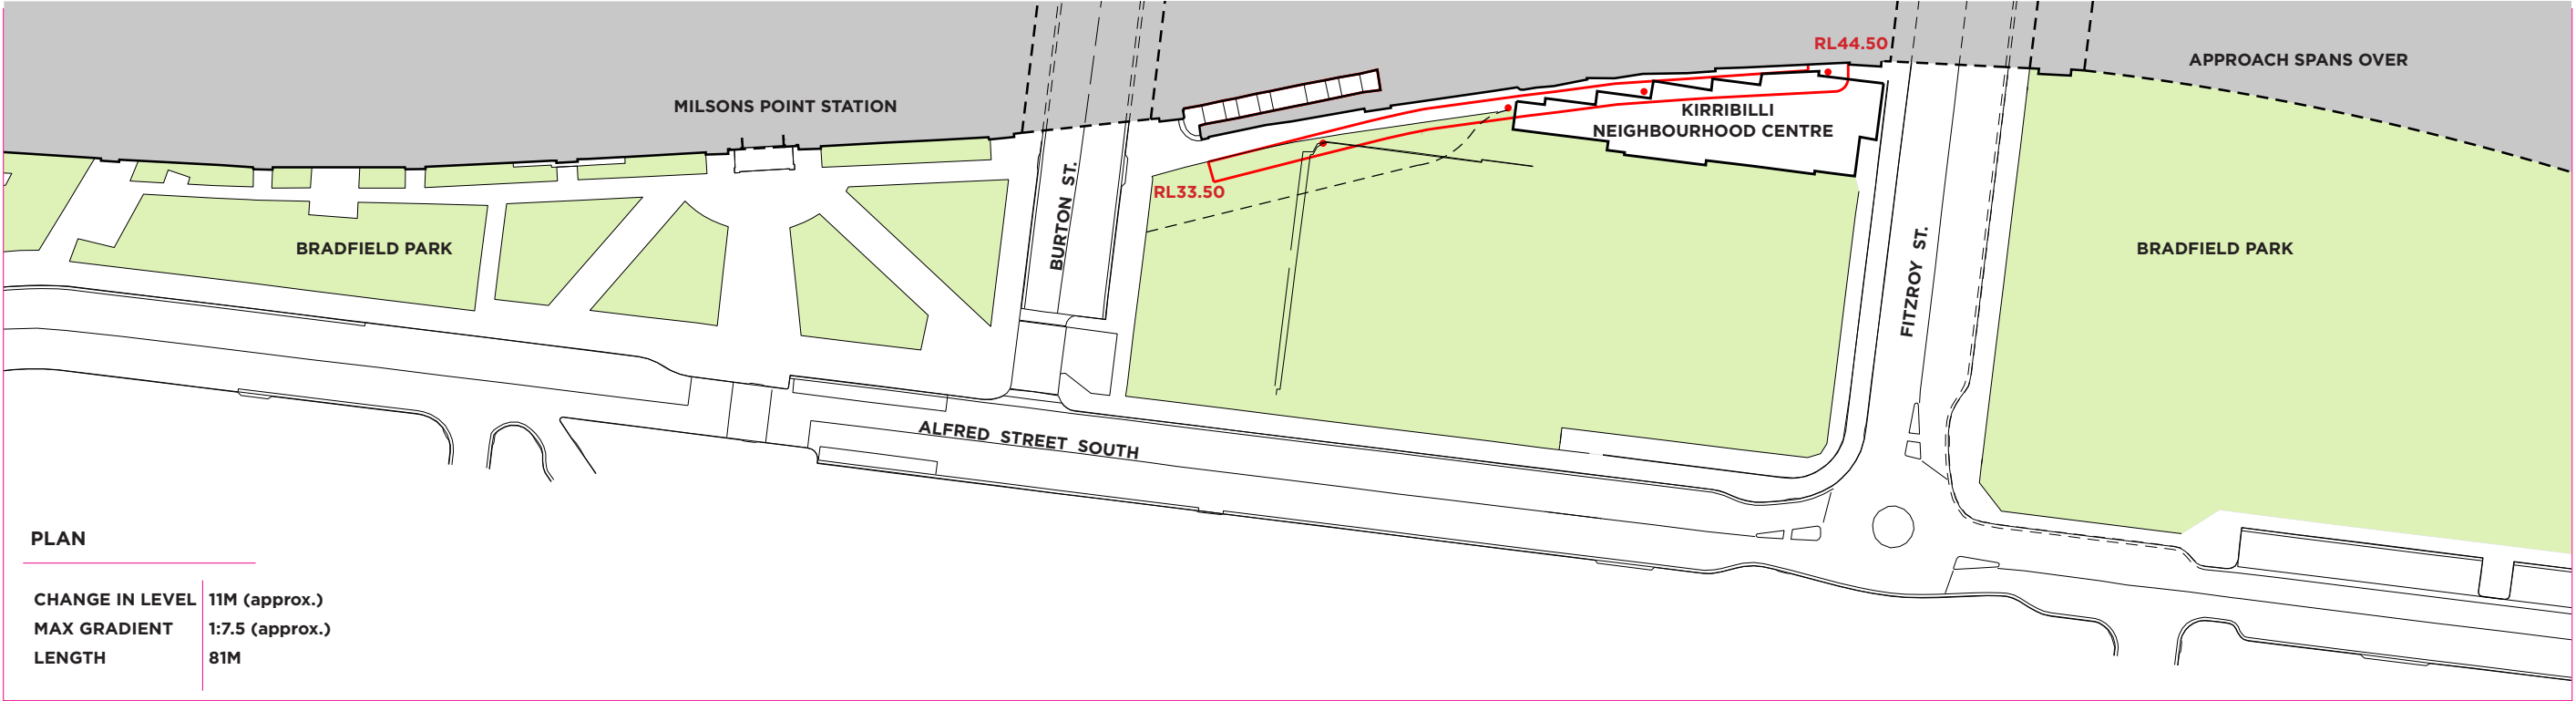 RL44.50
APPROACH SPANS OVER
MILSONS POINT STATION
KIRRIBILLI
NEIGHBOURHOOD CENTRE
RL33.50
BURTON ST.
BRADFIELD PARK
FITZROY ST.
BRADFIELD PARK
ALFRED STREET SOUTH
PLAN
CHANGE IN LEVEL 11M (approx.)
MAX GRADIENT 1:7.5 (approx.)
LENGTH 81M